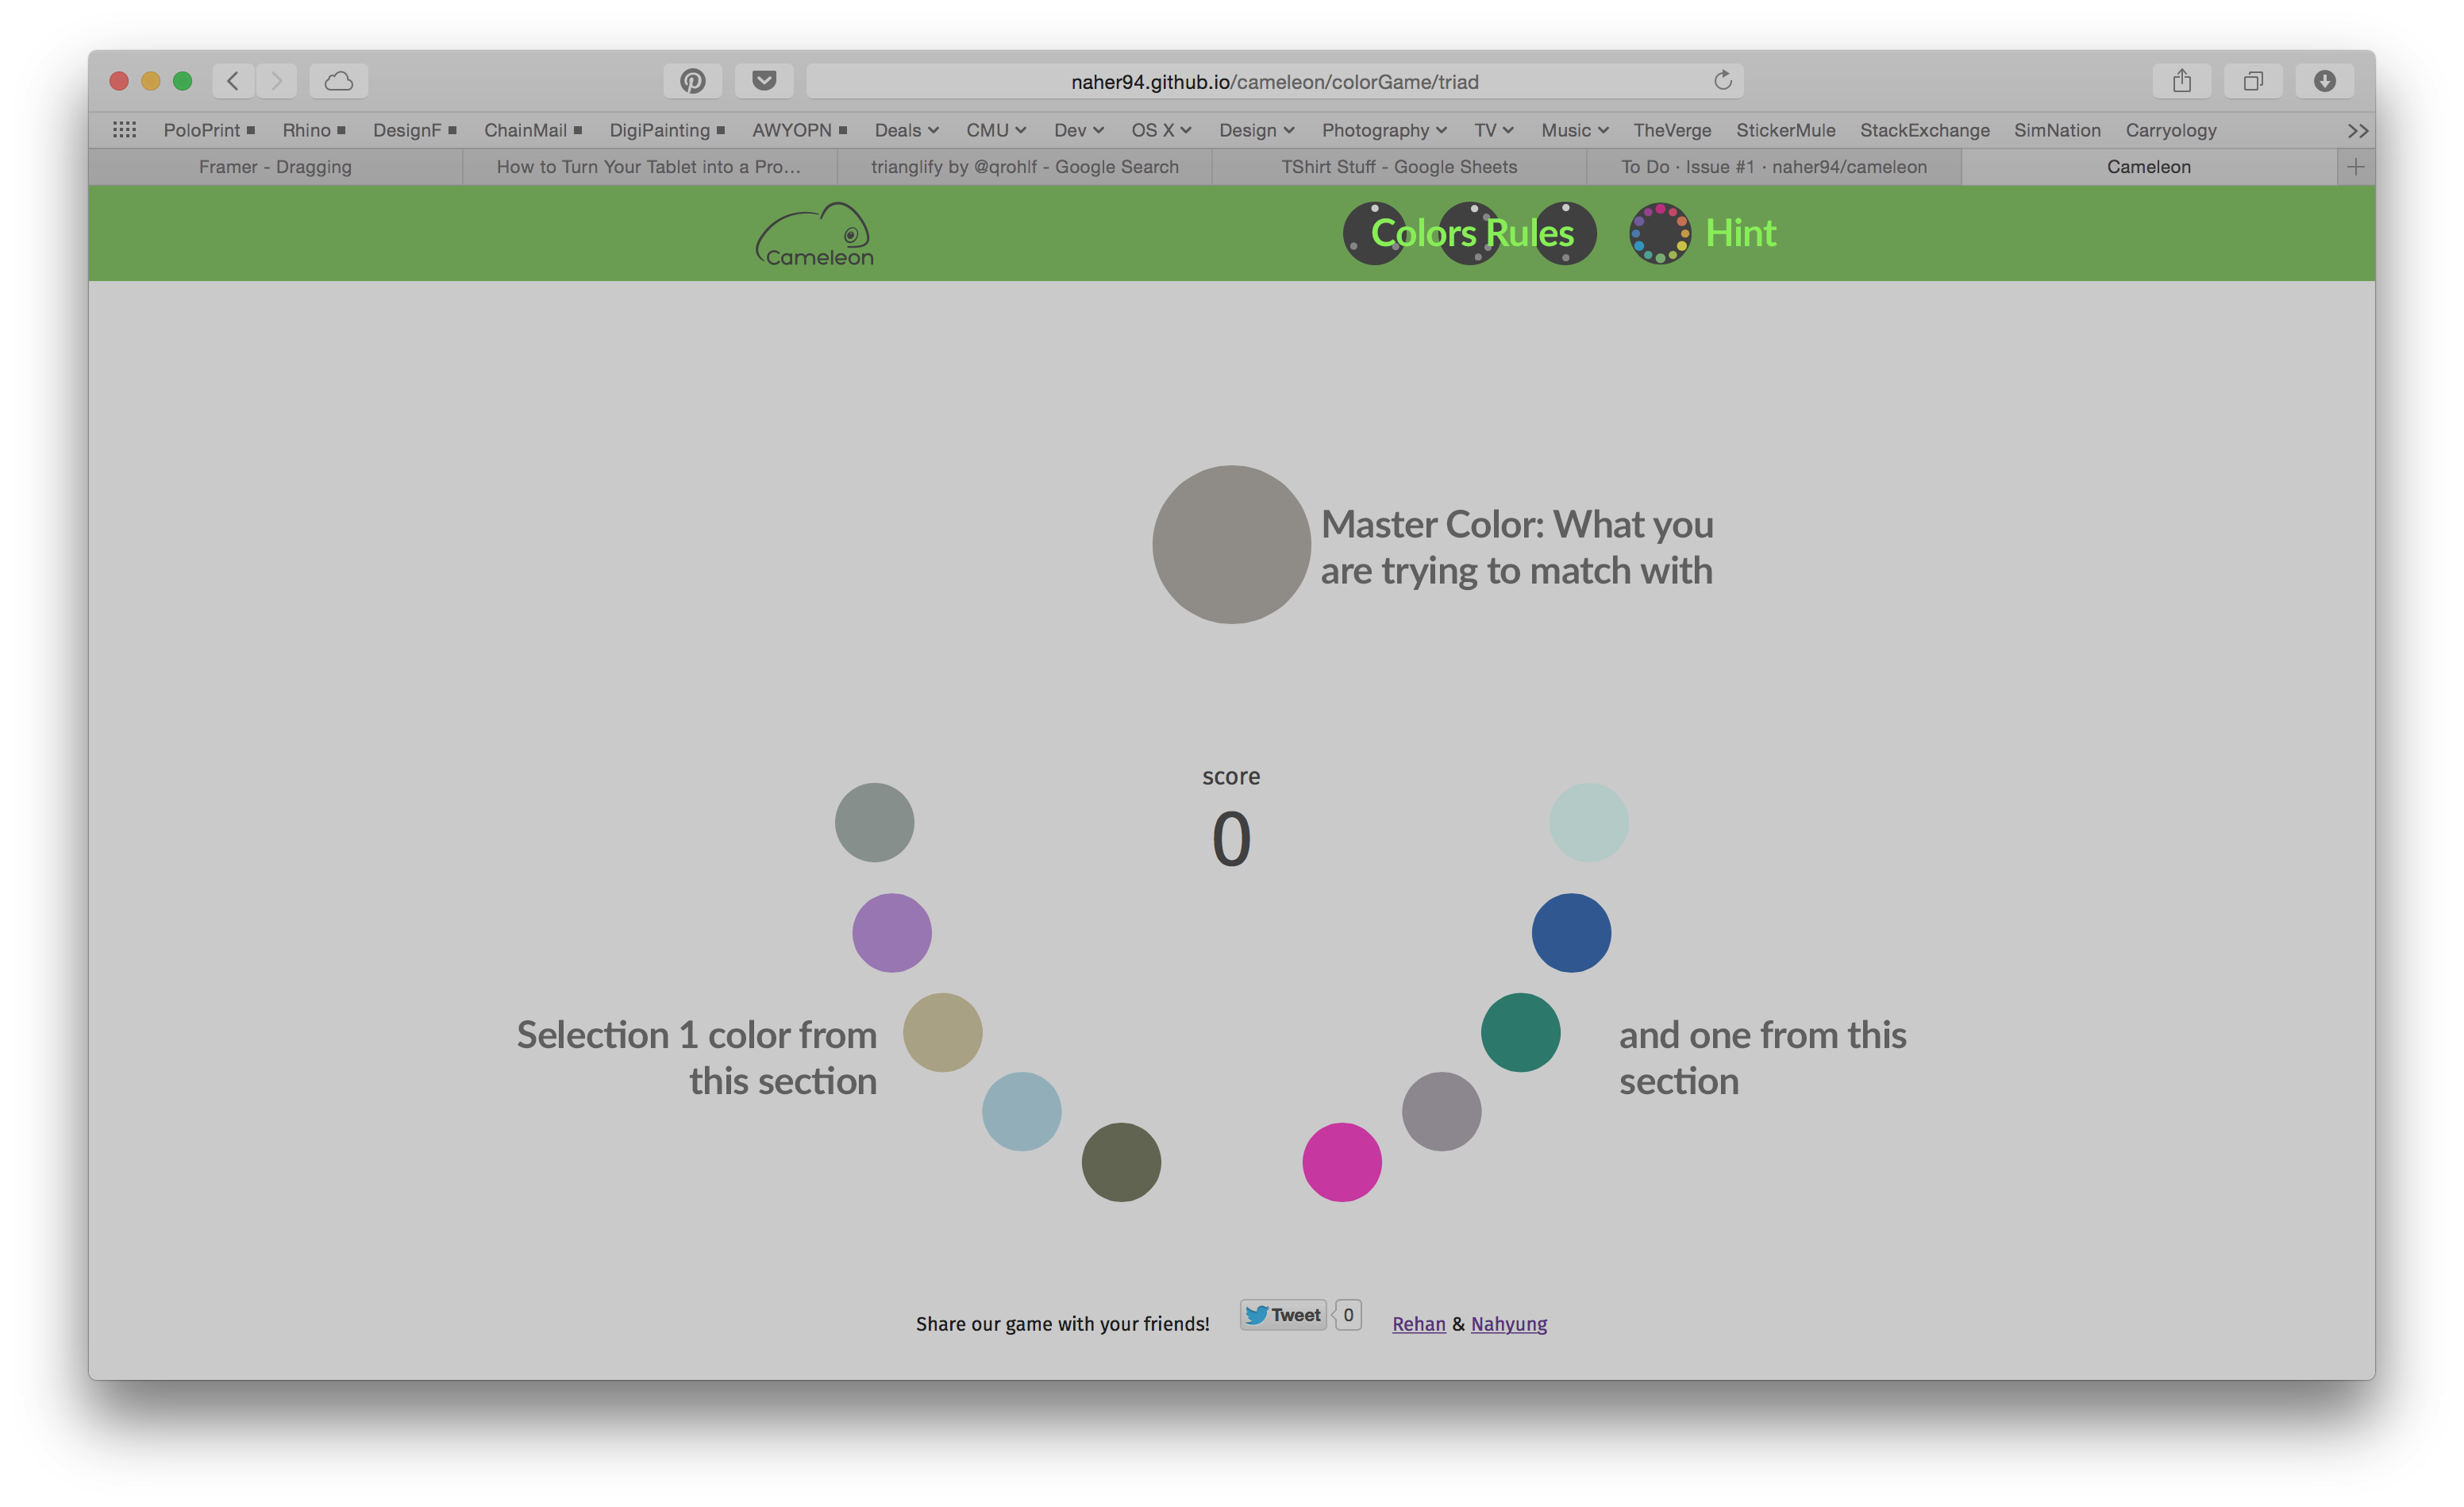 naher94.github.io/cameleon/colorGame/triad
PoloPrint Rhino DesignF ChainMail DigiPainting AWYOPN Deals CMU Dev OS X Design Photography TV Music TheVerge StickerMule StackExchange SimNation Carryology
Framer - Dragging How to Turn Your Tablet into a Pro... trianglify by @qrohlf - Google Search TShirt Stuff - Google Sheets To Do · Issue #1 · naher94/cameleon Cameleon
Cameleon Colors Rules Hint
Master Color: What you
are trying to match with
score
0
Selection 1 color from
this section
and one from this
section
Share our game with your friends! Tweet 0 Rehan & Nahyung